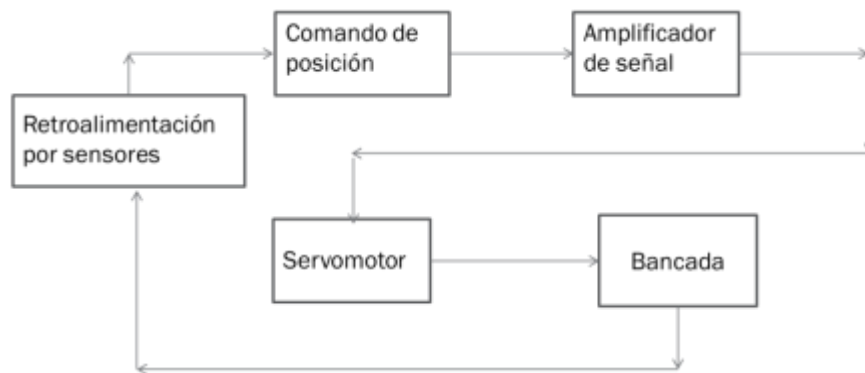 Comando de
posición
Amplificador
de señal
Retroalimentación
por sensores
Servomotor
Bancada